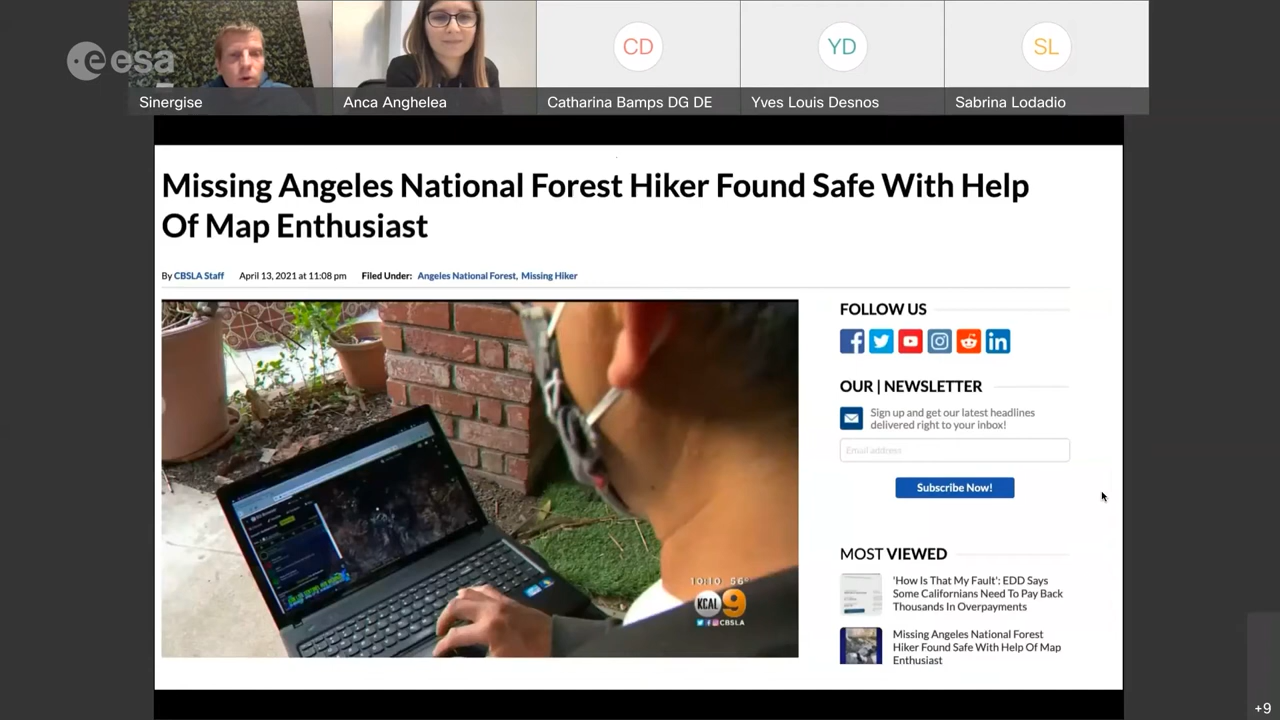 esa
CD
YD
SL
Sinergise
Anca Anghelea
Catharina Bamps DG DE
Yves Louis Desnos
Sabrina Lodadio
Missing Angeles National Forest Hiker Found Safe With Help
Of Map Enthusiast
By CBSLA Staff April 13, 2021 at 11:08 pm Filed Under: Angeles National Forest, Missing Hiker
FOLLOW US
OUR | NEWSLETTER
Sign up and get our latest headlines
delivered right to your inbox!
Email address
Subscribe Now!
MOST VIEWED
'How Is That My Fault': EDD Says
Some Californians Need To Pay Back
Thousands In Overpayments
Missing Angeles National Forest
Hiker Found Safe With Help Of Map
Enthusiast
10:10 56°
KCAL 9
CBSLA
+9